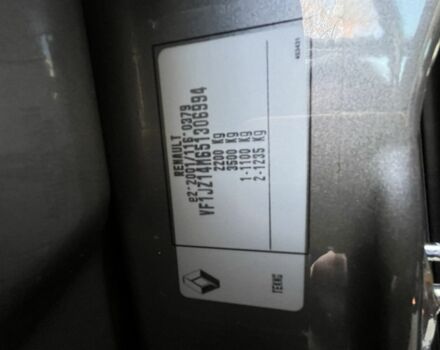 RENAULT
e2-2001/116-0379
VF1JZ14M651306994
2200 Kg
3500 Kg
1-1100 Kg
2-1235 Kg